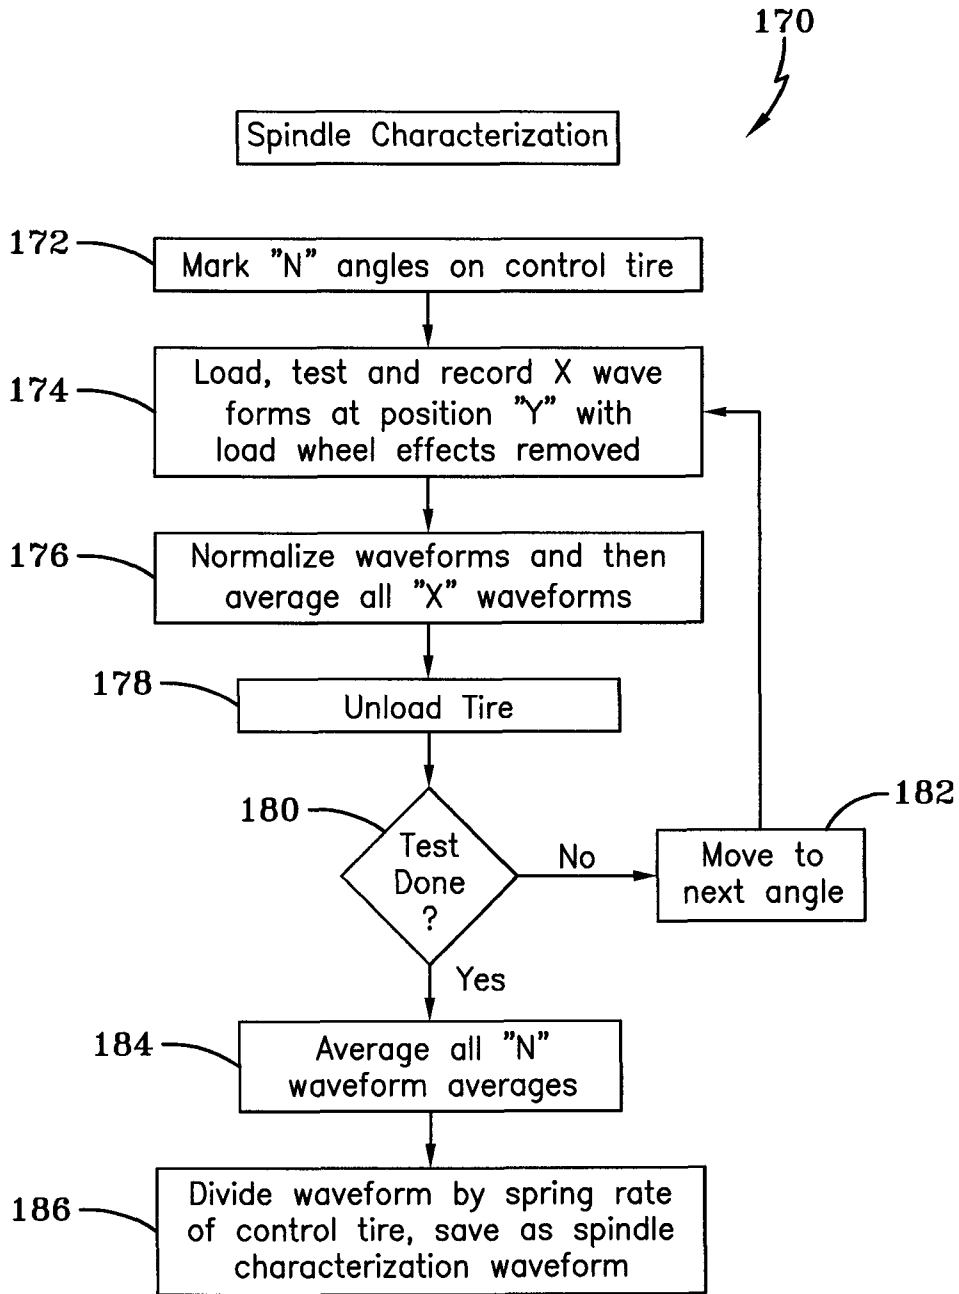 170
Spindle Characterization
172
Mark "N" angles on control tire
174
Load, test and record X wave
forms at position "Y" with
load wheel effects removed
176
Normalize waveforms and then
average all "X" waveforms
178
Unload Tire
180
Test
Done
?
No
182
Move to
next angle
Yes
184
Average all "N"
waveform averages
186
Divide waveform by spring rate
of control tire, save as spindle
characterization waveform